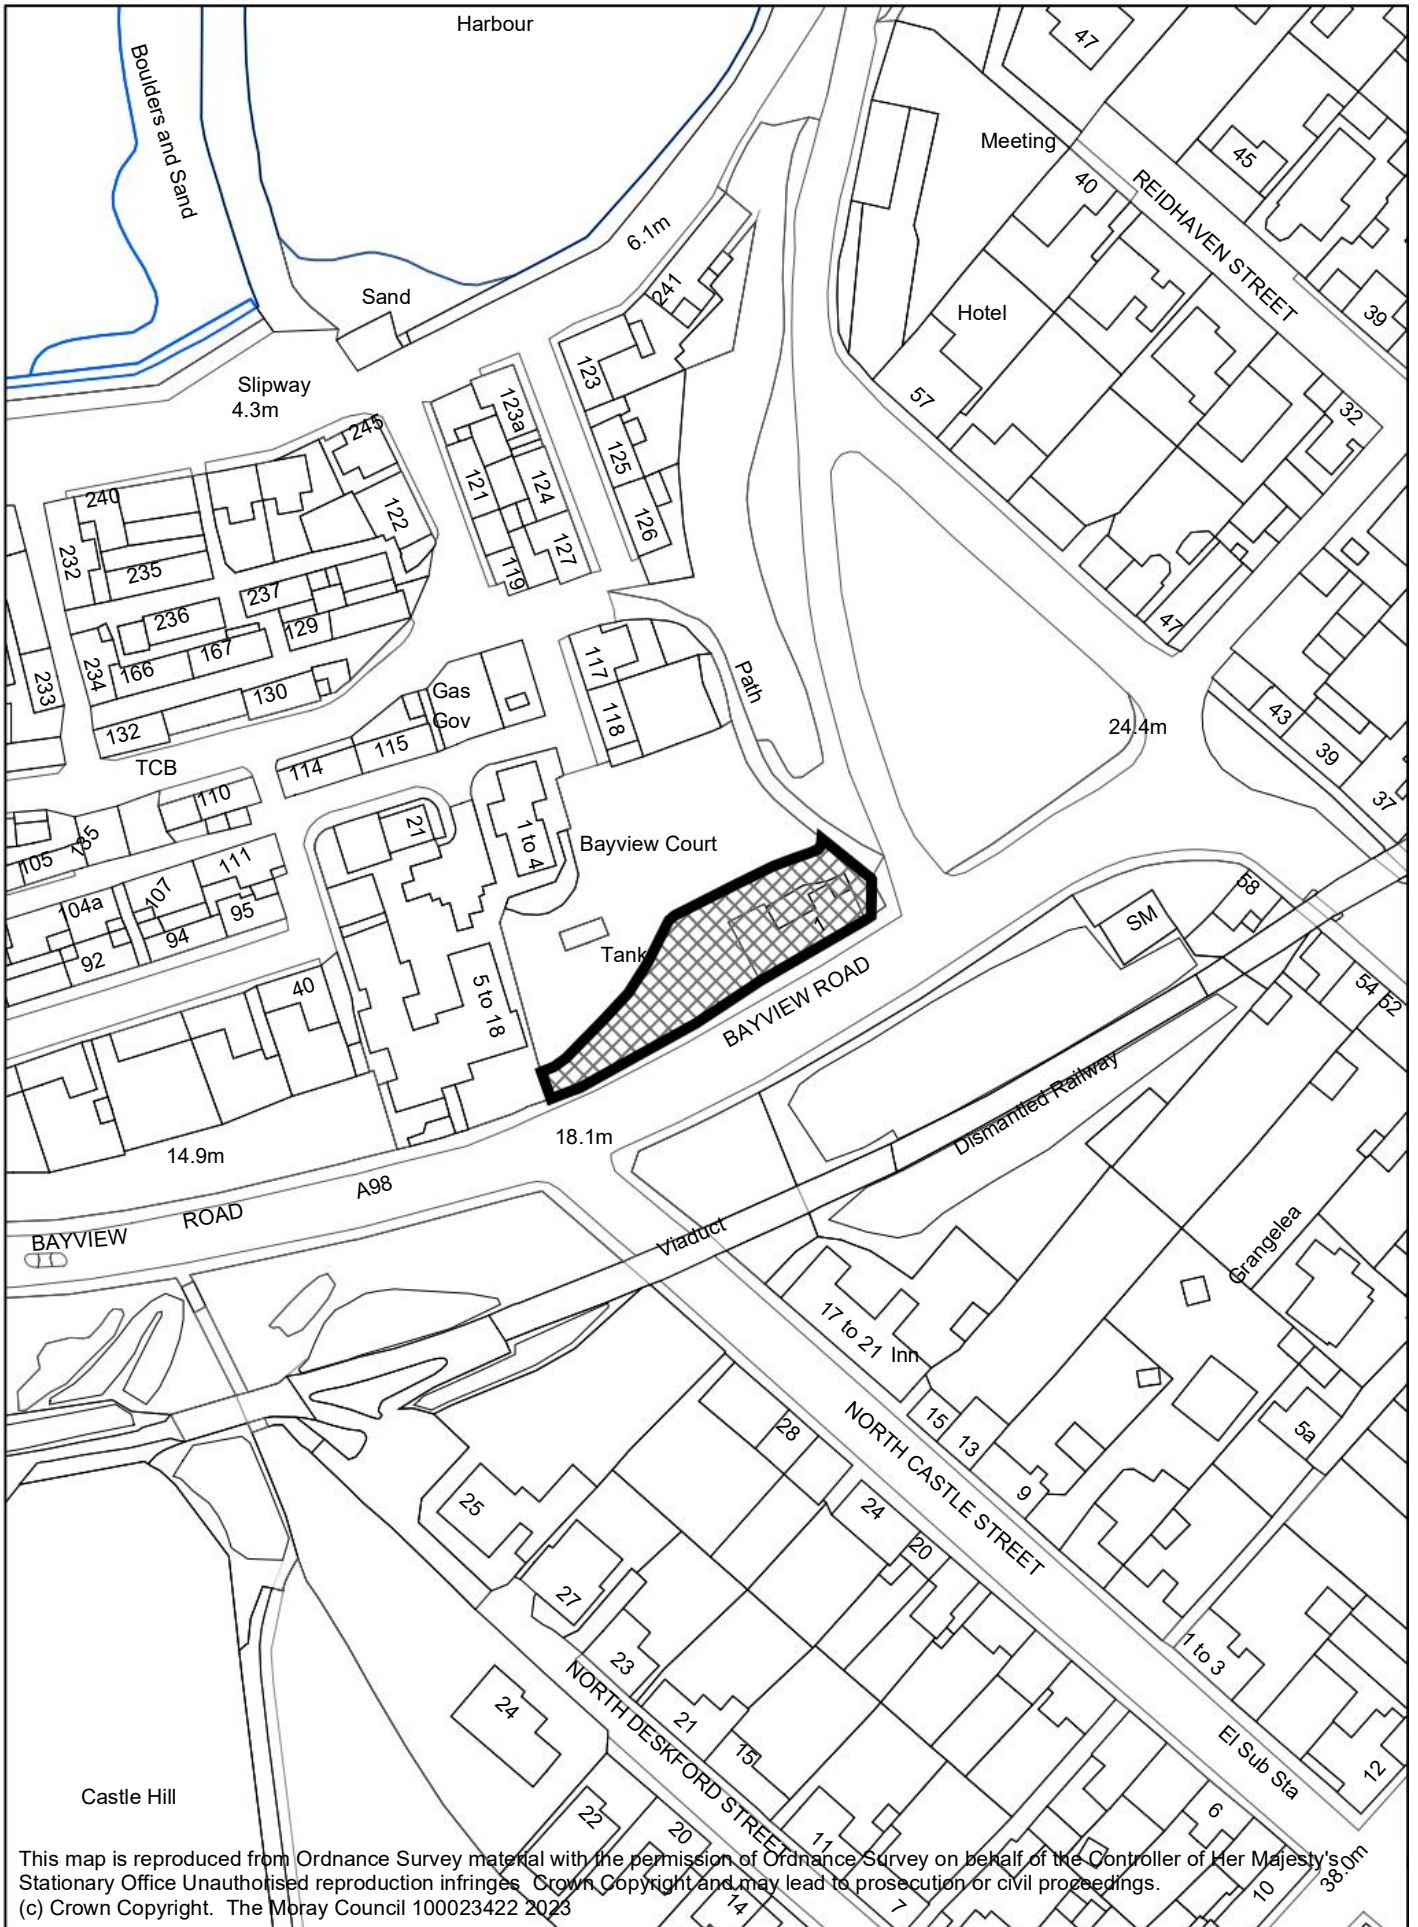 Harbour
Boulders and Sand
47
Meeting
45
40
REIDHAVEN STREET
6.1m
241
Sand
Hotel
39
Slipway
4.3m
123
57
123a
32
245
125
121
124
240
122
126
232
127
235
119
47
237
236
129
167
117
166
234
233
Path
Gas
Gov
130
43
118
24.4m
132
115
39
TCB
114
110
37
21
135
1 to 4
Bayview Court
105
111
107
58
104a
95
SM
1
94
Tank
92
40
5 to 18
54
52
BAYVIEW ROAD
Dismantled Railway
18.1m
14.9m
A98
ROAD
BAYVIEW
Viaduct
Grangelea
17 to 21
Inn
15
13
5a
28
NORTH CASTLE STREET
9
25
24
20
27
1 to 3
23
NORTH DESKFORD STREET
24
21
15
El Sub Sta
12
Castle Hill
22
20
11
6
38.0m
10
14
7
This map is reproduced from Ordnance Survey material with the permission of Ordnance Survey on behalf of the Controller of Her Majesty's
Stationary Office Unauthorised reproduction infringes Crown Copyright and may lead to prosecution or civil proceedings.
(c) Crown Copyright. The Moray Council 100023422 2023